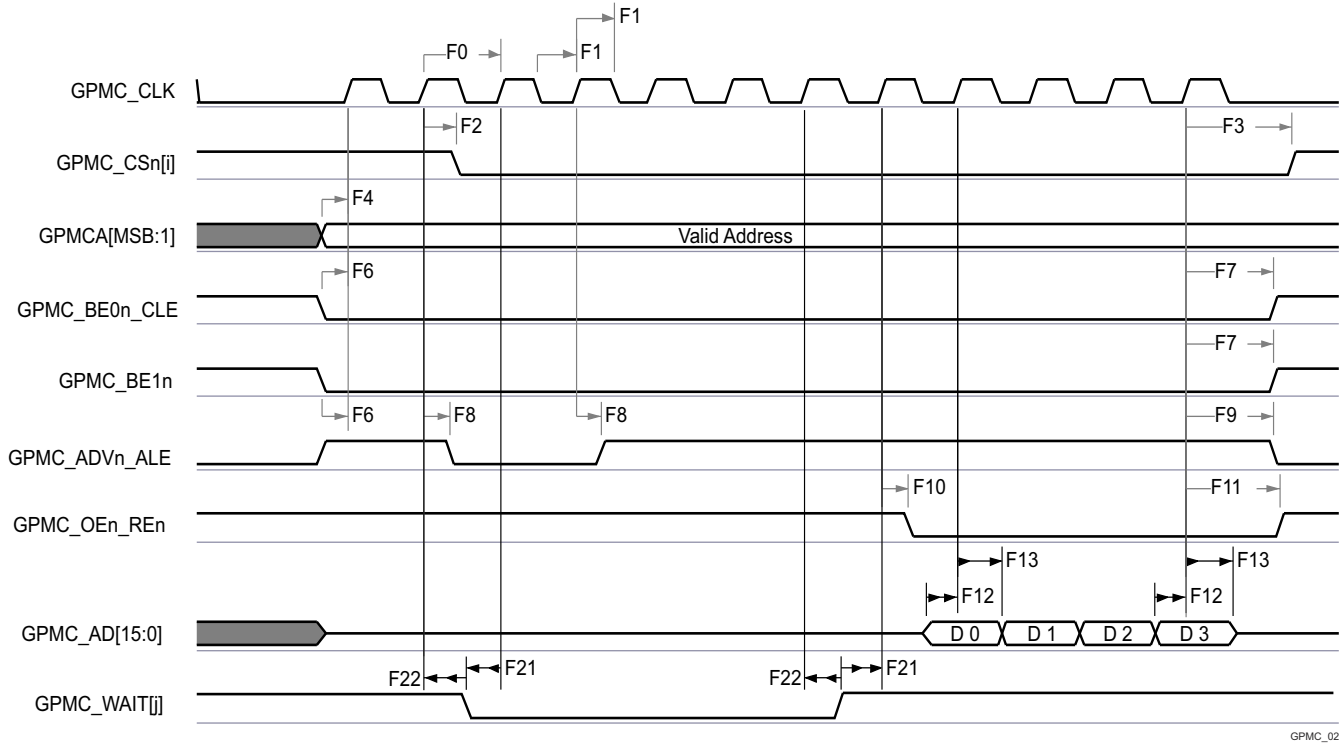 F1
F0 F1
GPMC_CLK
F2 F3
GPMC_CSn[i]
F4
GPMCA[MSB:1] Valid Address
F6 F7
GPMC_BE0n_CLE
F7
GPMC_BE1n
F6 F8 F8 F9
GPMC_ADVn_ALE
F10 F11
GPMC_OEn_REn
F13 F13
F12 F12
GPMC_AD[15:0] D 0 D 1 D 2 D 3
F22 F21 F22 F21
GPMC_WAIT[j]
GPMC_02